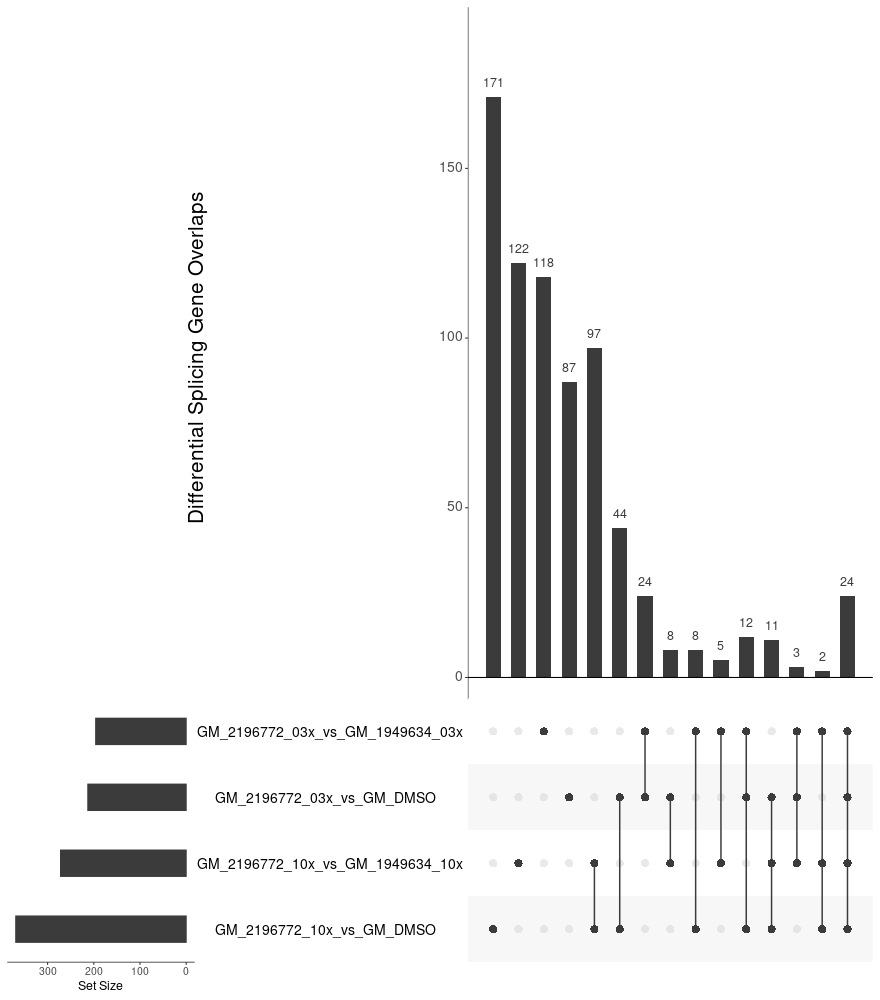 Differential Splicing Gene Overlaps
150
100
50
0
171
122
118
87
97
44
24
8
8
5
12
11
3
2
24
GM_2196772_03x_vs_GM_1949634_03x
GM_2196772_03x_vs_GM_DMSO
GM_2196772_10x_vs_GM_1949634_10x
GM_2196772_10x_vs_GM_DMSO
300 200 100 0
Set Size